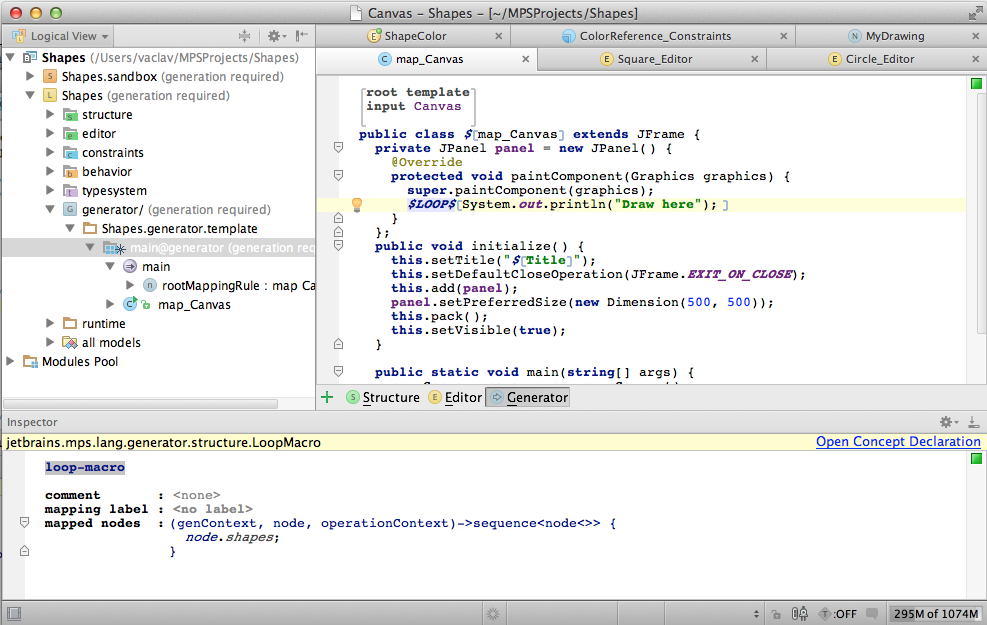 Canvas - Shapes - [~/MPSProjects/Shapes]
Logical View
ShapeColor
ColorReference_Constraints
MyDrawing
map_Canvas
Square_Editor
Circle_Editor
Shapes (/Users/vaclav/MPSProjects/Shapes)
Shapes.sandbox (generation required)
Shapes (generation required)
structure
editor
constraints
behavior
typesystem
generator/ (generation required)
Shapes.generator.template
main@generator (generation req
main
rootMappingRule : map Ca
map_Canvas
runtime
all models
Modules Pool
root template
input Canvas
public class $[map_Canvas] extends JFrame {
private JPanel panel = new JPanel() {
@Override
protected void paintComponent(Graphics graphics) {
super.paintComponent(graphics);
$LOOP$[System.out.println("Draw here"); ]
}
};
public void initialize() {
this.setTitle("$[Title]");
this.setDefaultCloseOperation(JFrame.EXIT_ON_CLOSE);
this.add(panel);
panel.setPreferredSize(new Dimension(500, 500));
this.pack();
this.setVisible(true);
}
public static void main(string[] args) {
Structure
Editor
Generator
Inspector
jetbrains.mps.lang.generator.structure.LoopMacro
Open Concept Declaration
loop-macro
comment : <none>
mapping label : <no label>
mapped nodes : (genContext, node, operationContext)->sequence<node<>> {
node.shapes;
}
T :OFF
295M of 1074M